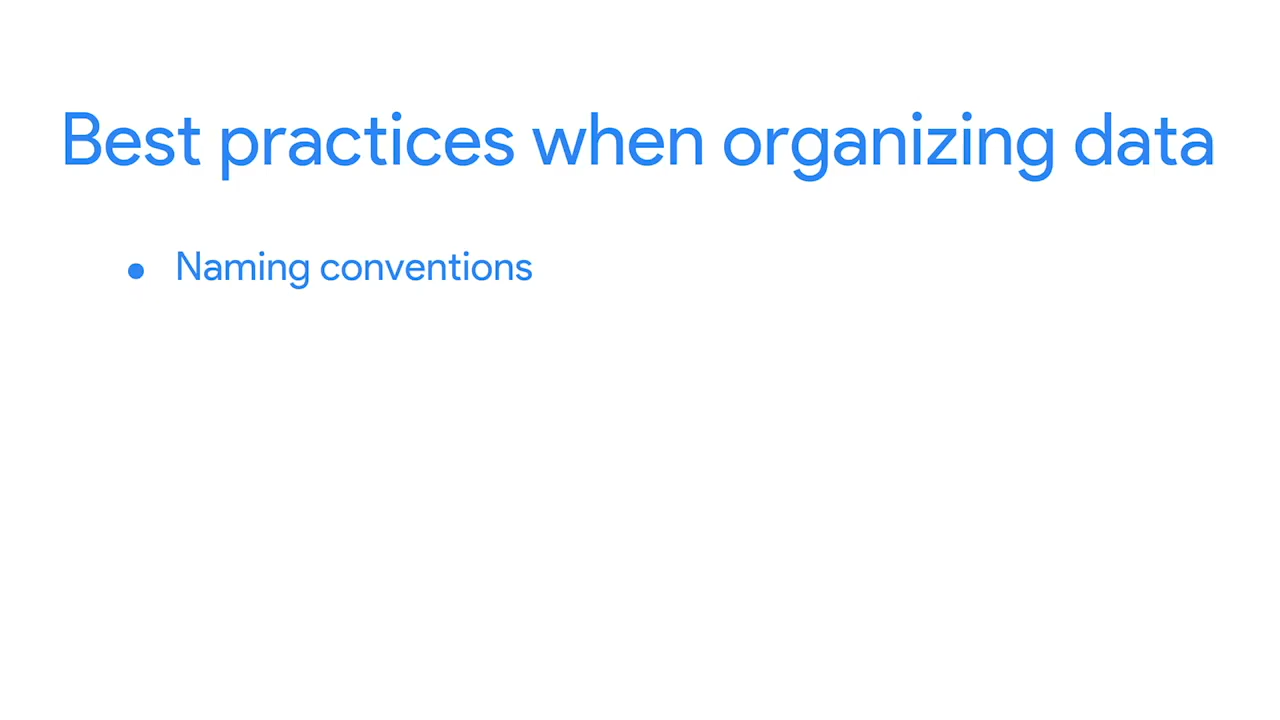 Best practices when organizing data
● Naming conventions